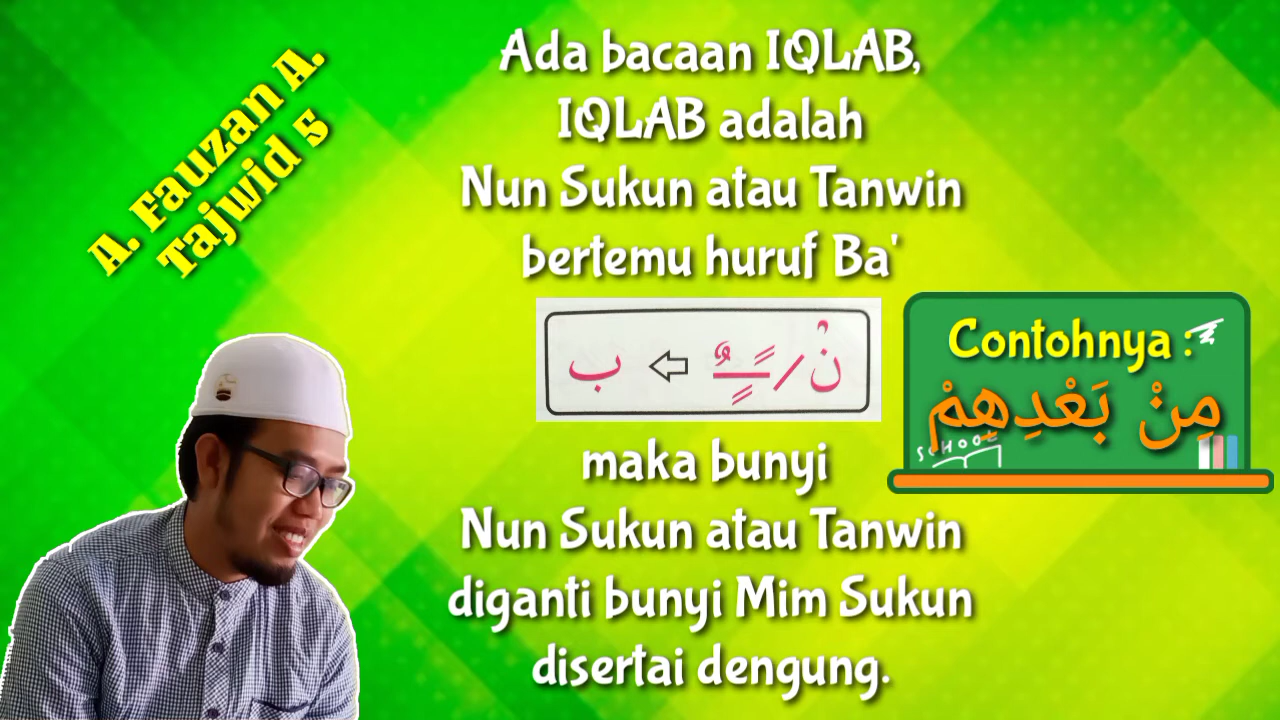 A. Fauzan A.
Tajwid 5
Ada bacaan IQLAB,
IQLAB adalah
Nun Sukun atau Tanwin
bertemu huruf Ba'
نْ / ـًـٍـٌ ⇦ ب
maka bunyi
Nun Sukun atau Tanwin
diganti bunyi Mim Sukun
disertai dengung.
Contohnya :
مِنْ بَعْدِهِمْ
SCHOOL